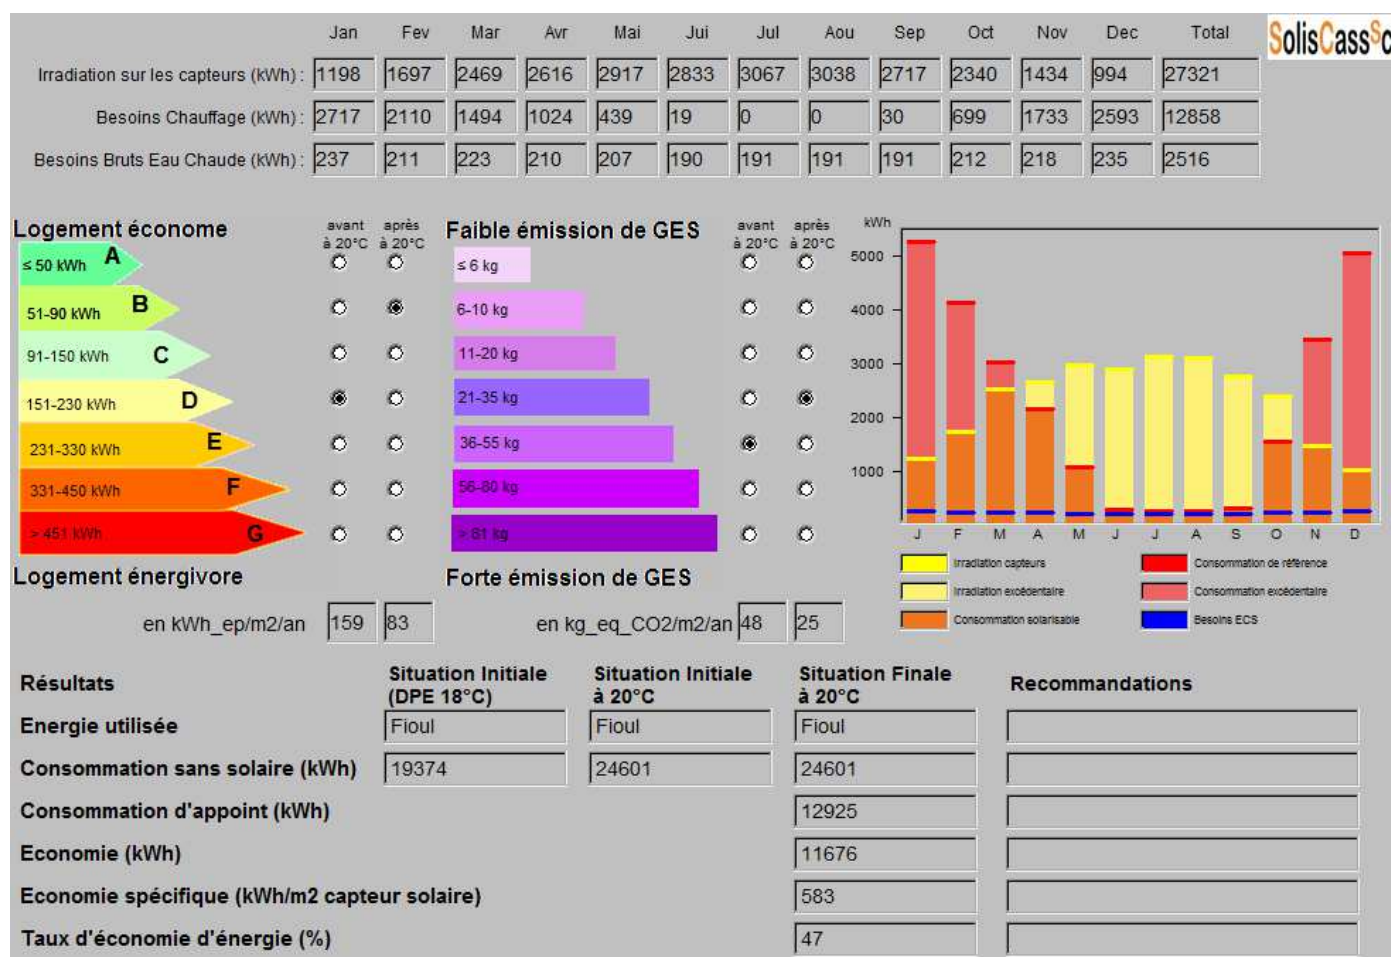 Jan Fev Mar Avr Mai Jui Jul Aou Sep Oct Nov Dec Total
SolisCassSc
Irradiation sur les capteurs (kWh) : 1198 1697 2469 2616 2917 2833 3067 3038 2717 2340 1434 994 27321
Besoins Chauffage (kWh) : 2717 2110 1494 1024 439 19 0 0 30 699 1733 2593 12858
Besoins Bruts Eau Chaude (kWh) : 237 211 223 210 207 190 191 191 191 212 218 235 2516
Logement économe
avant à 20°C
après à 20°C
≤ 50 kWh A
51-90 kWh B
91-150 kWh C
151-230 kWh D
231-330 kWh E
331-450 kWh F
> 451 kWh G
Logement énergivore
en kWh_ep/m2/an 159 83
Faible émission de GES
avant à 20°C
après à 20°C
≤ 6 kg
6-10 kg
11-20 kg
21-35 kg
36-55 kg
56-80 kg
> 81 kg
Forte émission de GES
en kg_eq_CO2/m2/an 48 25
kWh
5000
4000
3000
2000
1000
J F M A M J J A S O N D
Irradiation capteurs
Consommation de référence
Irradiation excédentaire
Consommation excédentaire
Consommation solarisable
Besoins ECS
Résultats
Situation Initiale (DPE 18°C)
Situation Initiale à 20°C
Situation Finale à 20°C
Recommandations
Energie utilisée Fioul Fioul Fioul
Consommation sans solaire (kWh) 19374 24601 24601
Consommation d'appoint (kWh) 12925
Economie (kWh) 11676
Economie spécifique (kWh/m2 capteur solaire) 583
Taux d'économie d'énergie (%) 47